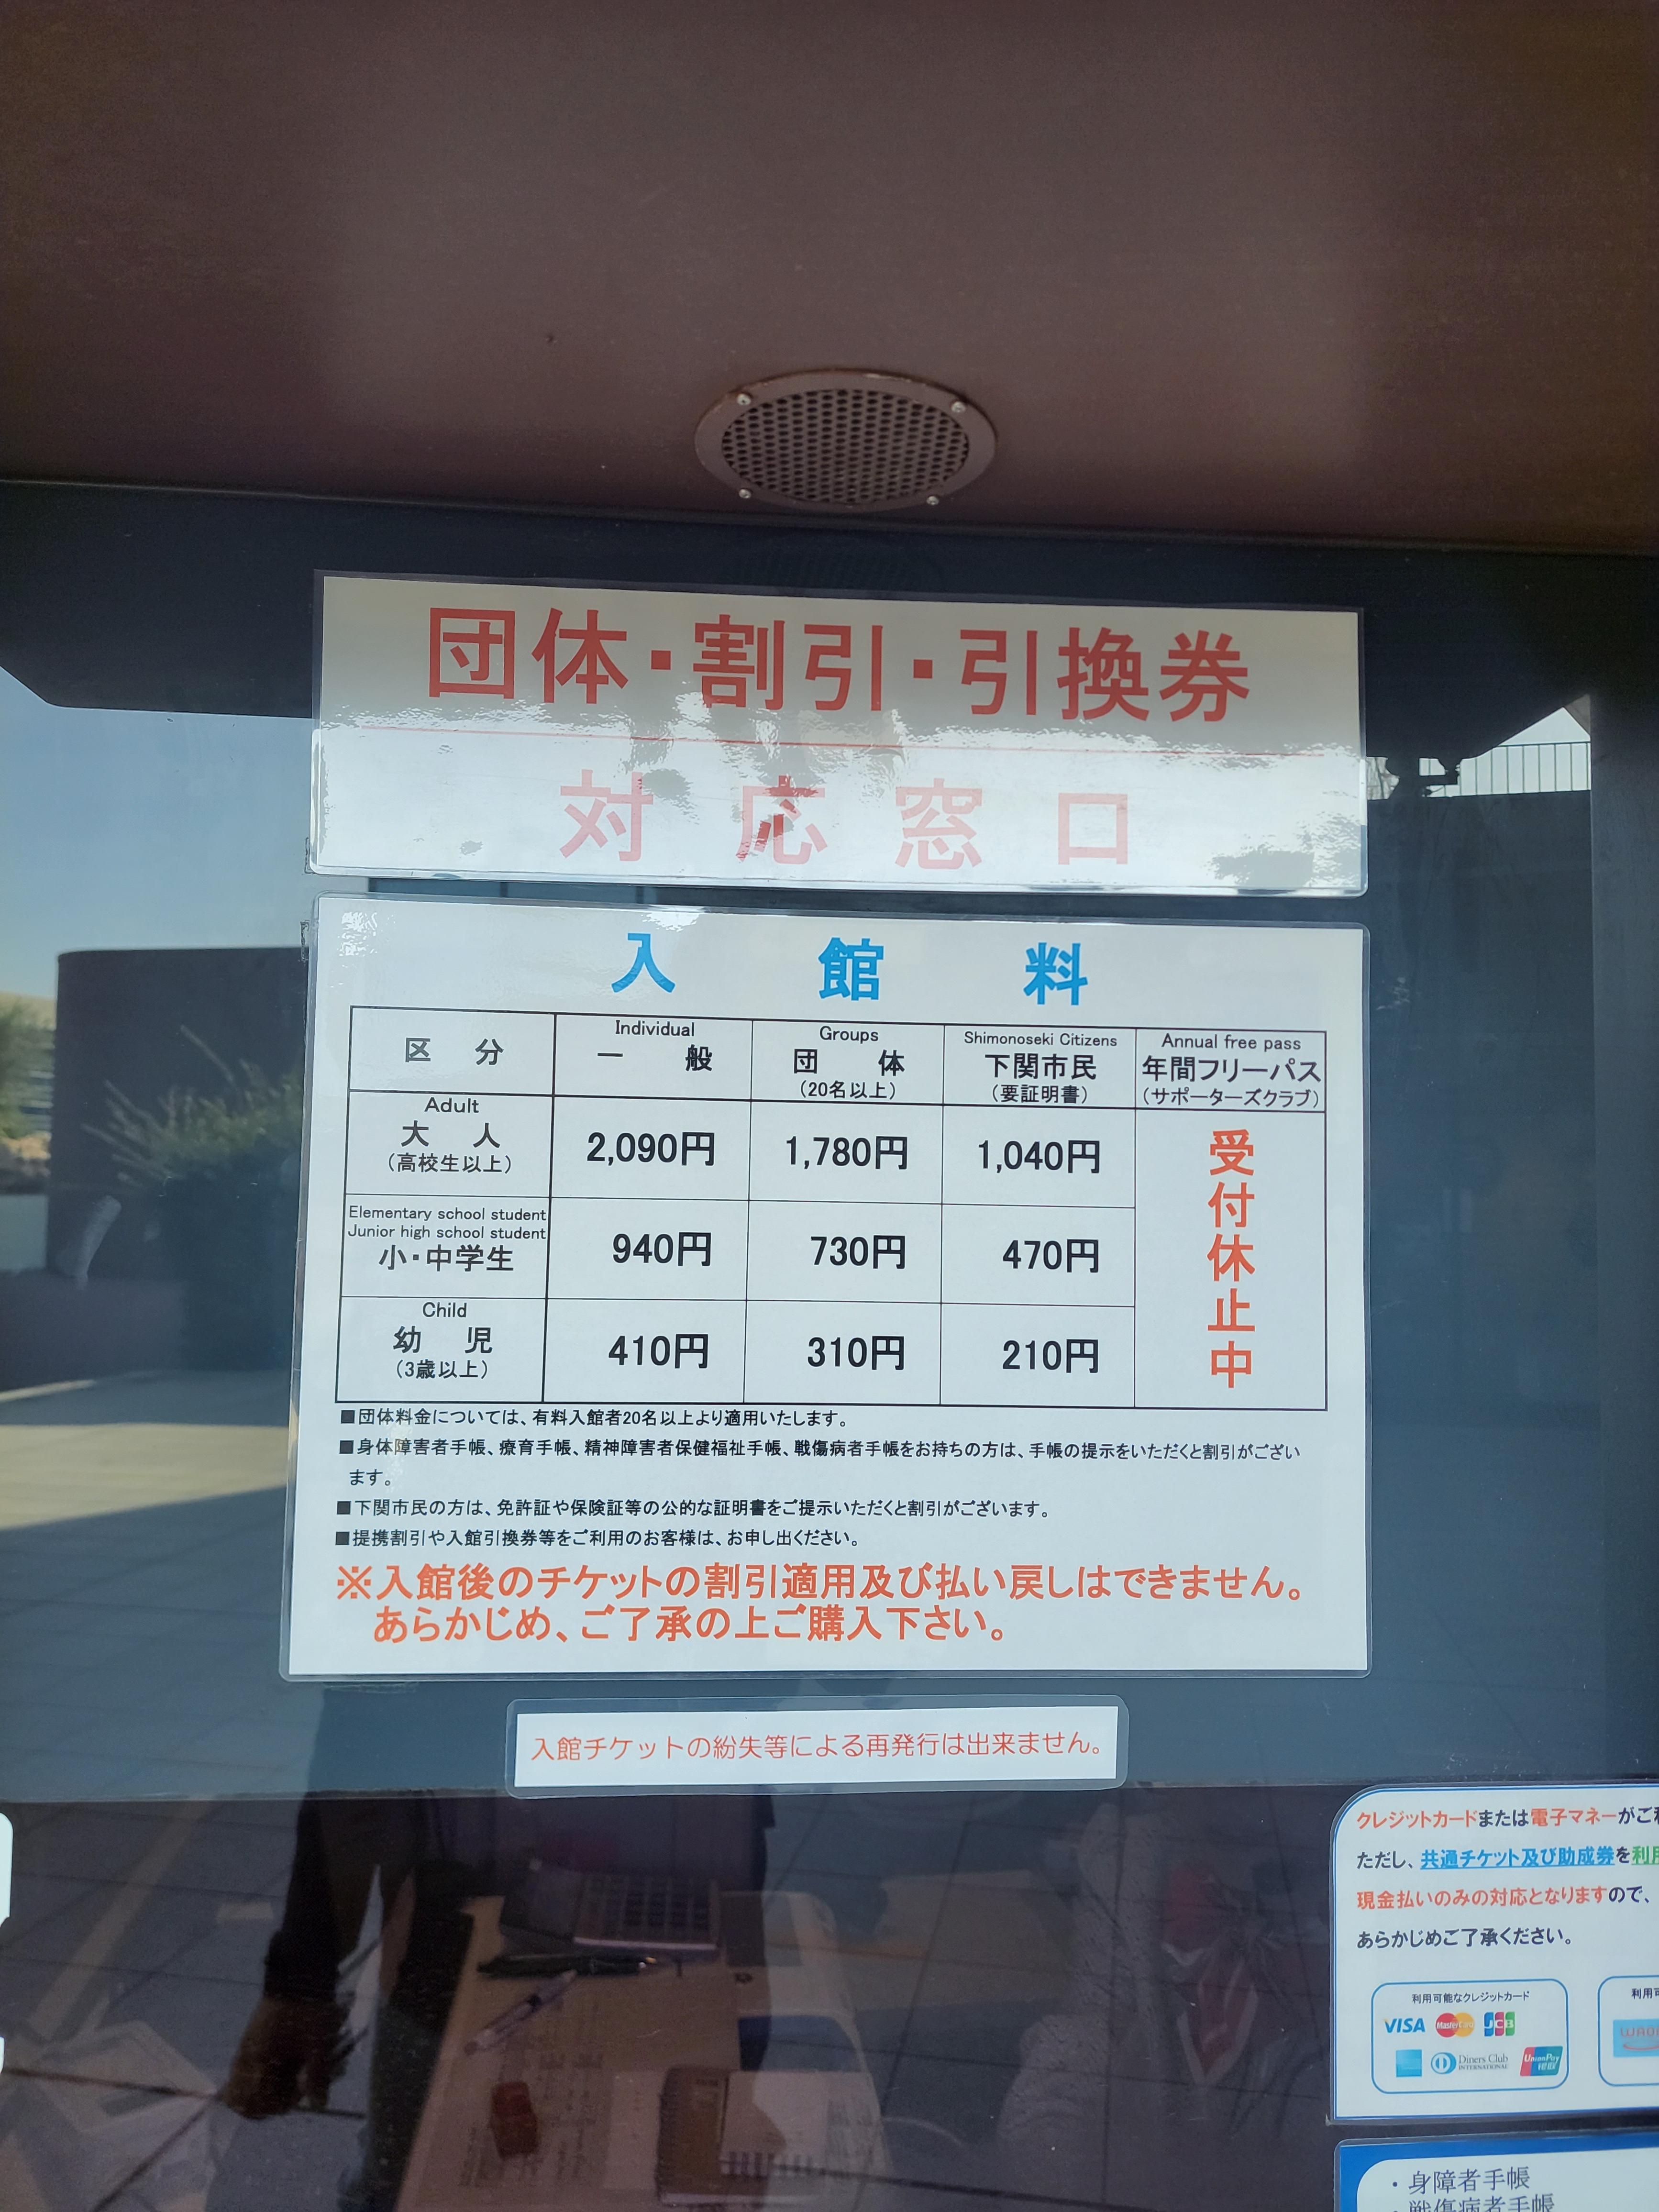 団体・割引・引換券
対応窓口
入館料
区分
Individual
一般
Groups
団体
(20名以上)
Shimonoseki Citizens
下関市民
(要証明書)
Annual free pass
年間フリーパス
(サポーターズクラブ)
Adult
大人
(高校生以上)
2,090円
1,780円
1,040円
受付休止中
Elementary school student
Junior high school student
小・中学生
940円
730円
470円
Child
幼児
(3歳以上)
410円
310円
210円
■団体料金については、有料入館者20名以上より適用いたします。
■身体障害者手帳、療育手帳、精神障害者保健福祉手帳、戦傷病者手帳をお持ちの方は、手帳の提示をいただくと割引がござい
ます。
■下関市民の方は、免許証や保険証等の公的な証明書をご提示いただくと割引がございます。
■提携割引や入館引換券等をご利用のお客様は、お申し出ください。
※入館後のチケットの割引適用及び払い戻しはできません。
あらかじめ、ご了承の上ご購入下さい。
入館チケットの紛失等による再発行は出来ません。
クレジットカードまたは電子マネーがご
ただし、共通チケット及び助成券を利用
現金払いのみの対応となりますので、
あらかじめご了承ください。
利用可能なクレジットカード
VISA
MasterCard
JCB
Diners Club
INTERNATIONAL
UnionPay
银联
利用可
・身障者手帳
・戦傷病者手帳